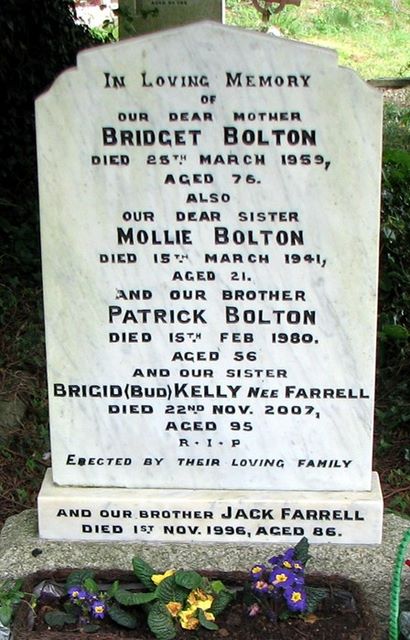 In Loving Memory
OF
OUR DEAR MOTHER
BRIDGET BOLTON
DIED 25TH MARCH 1959,
AGED 76.
ALSO
OUR DEAR SISTER
MOLLIE BOLTON
DIED 15TH MARCH 1941,
AGED 21.
AND OUR BROTHER
PATRICK BOLTON
DIED 15TH FEB 1980.
AGED 56
AND OUR SISTER
BRIGID (BUD) KELLY NEE FARRELL
DIED 22ND NOV. 2007,
AGED 95
R · I · P
ERECTED BY THEIR LOVING FAMILY
AND OUR BROTHER JACK FARRELL
DIED 1ST NOV. 1996, AGED 86.